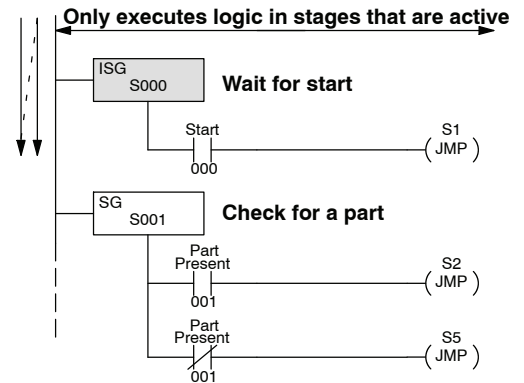 Only executes logic in stages that are active
ISG
S000
Wait for start
Start
000
S1
JMP
SG
S001
Check for a part
Part
Present
001
S2
JMP
Part
Present
001
S5
JMP